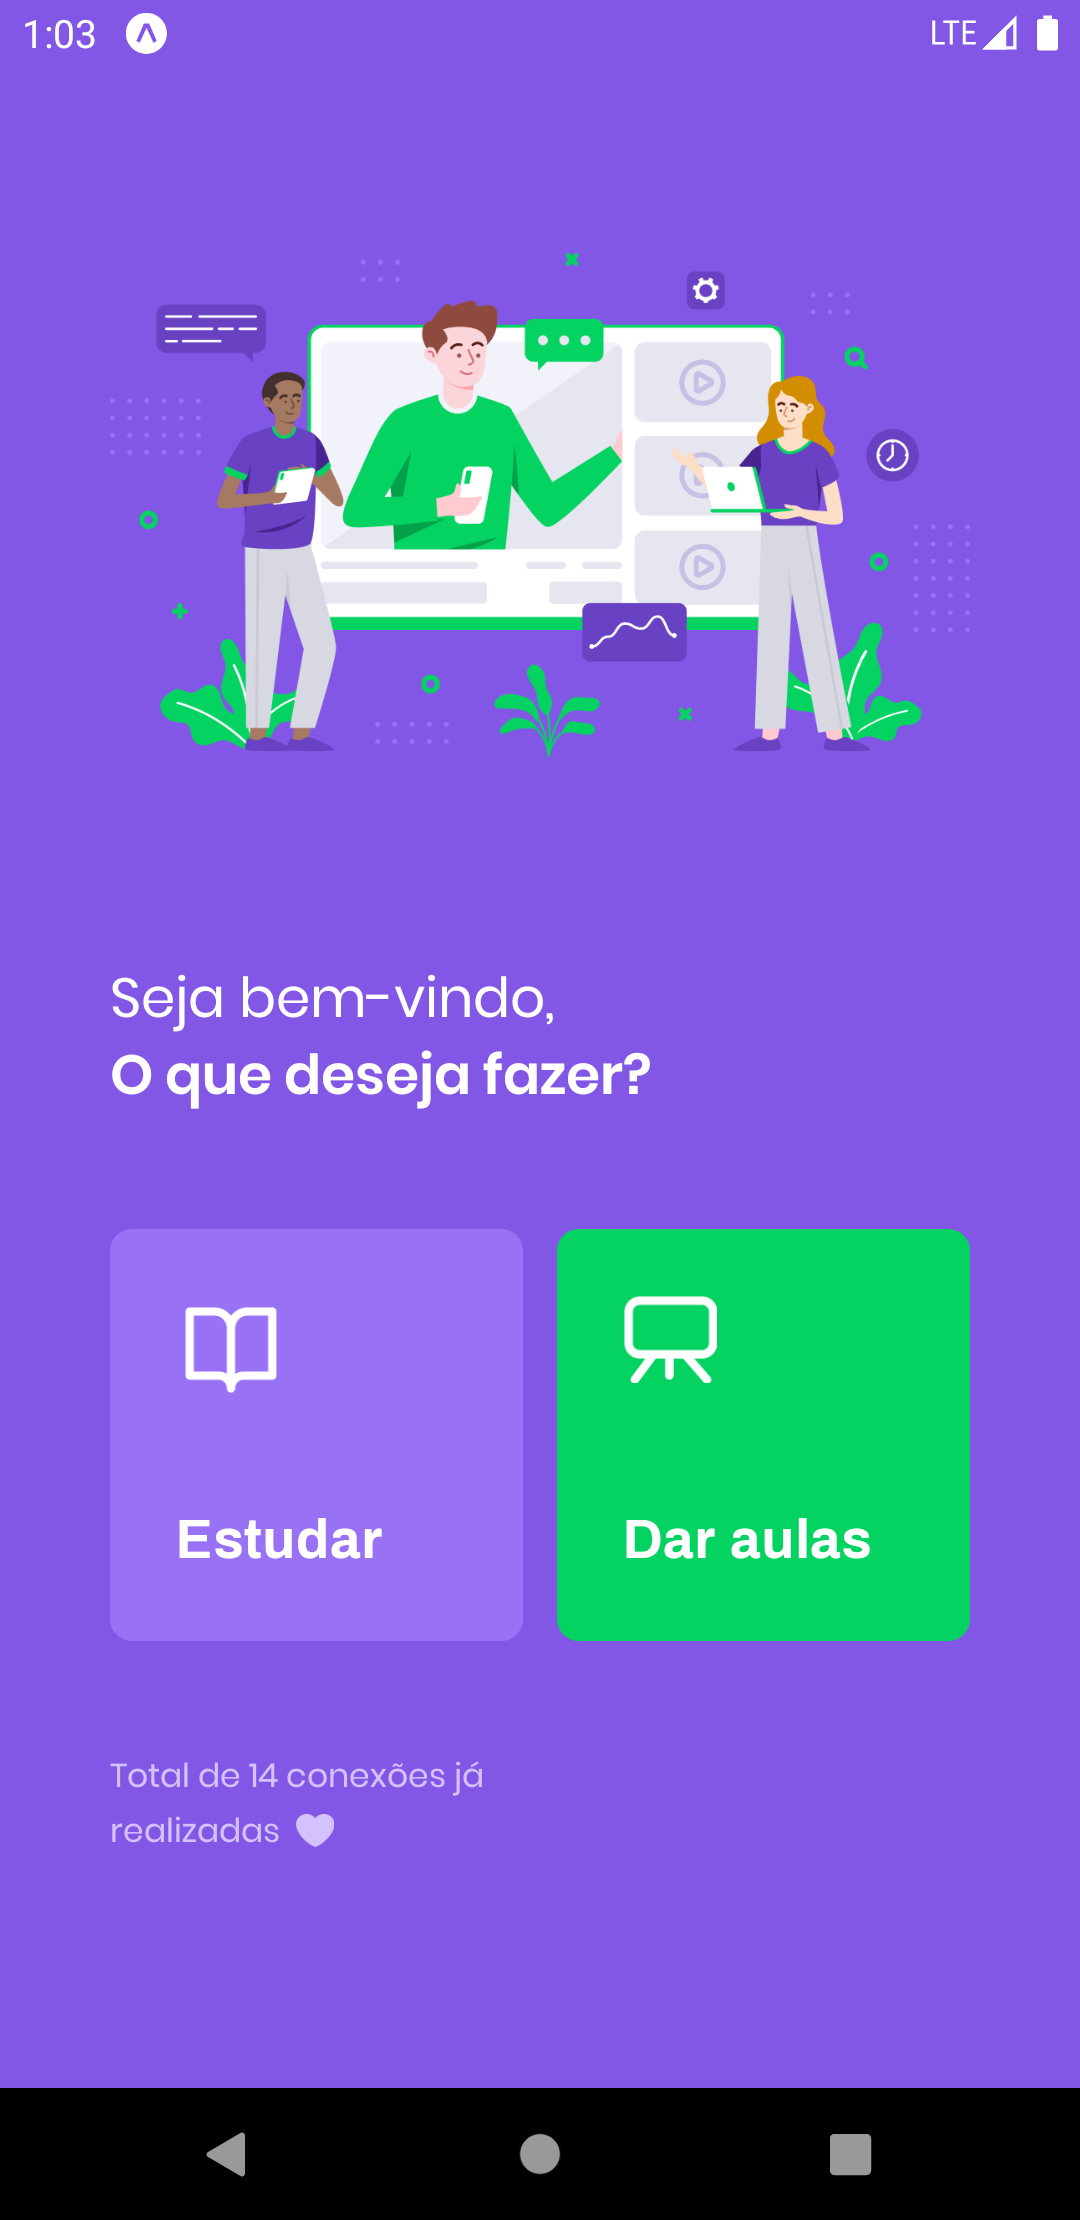 1:03 LTE
Seja bem-vindo,
O que deseja fazer?
Estudar
Dar aulas
Total de 14 conexões já
realizadas